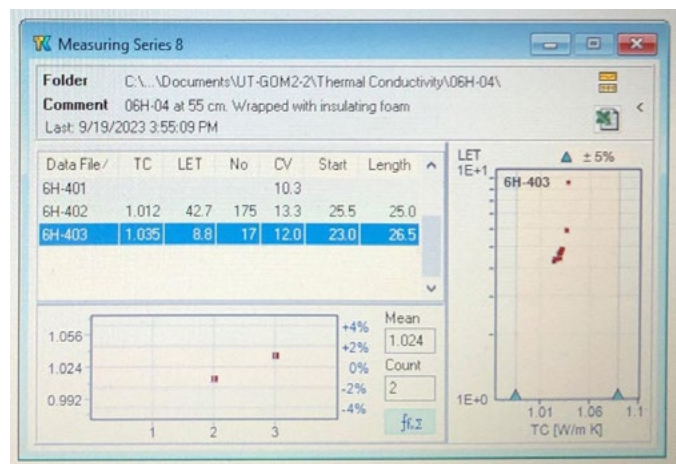 Measuring Series 8
Folder C:\...\Documents\UT-GOM2-2\Thermal Conductivity\06H-04\
Comment 06H-04 at 55 cm. Wrapped with insulating foam
Last: 9/19/2023 3:55:09 PM
Data File / TC LET No CV Start Length
6H-401 10.3
6H-402 1.012 42.7 175 13.3 25.5 25.0
6H-403 1.035 8.8 17 12.0 23.0 26.5
1.056
1.024
0.992
1 2 3
+4%
+2%
0%
-2%
-4%
Mean
1.024
Count
2
LET ± 5%
1E+1
6H-403
1E+0
1.01 1.06 1.1
TC [W/m K]